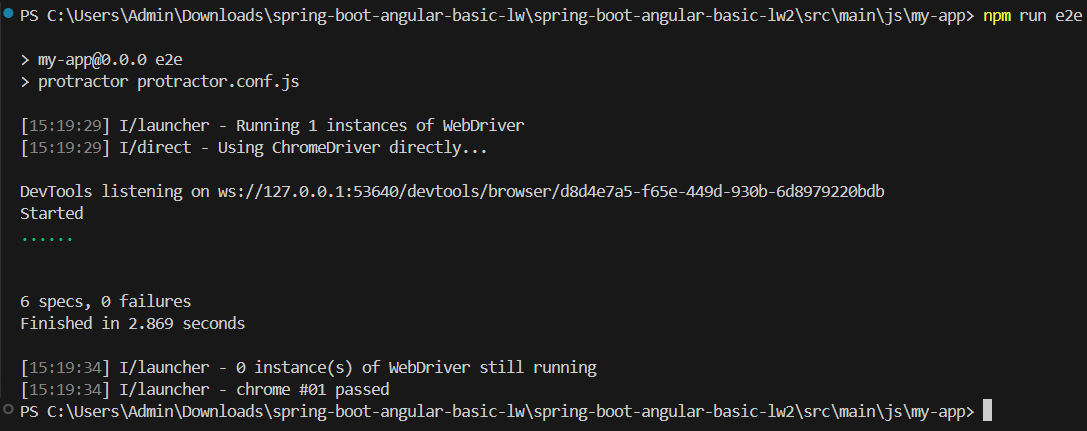 PS C:\Users\Admin\Downloads\spring-boot-angular-basic-lw\spring-boot-angular-basic-lw2\src\main\js\my-app> npm run e2e
> my-app@0.0.0 e2e
> protractor protractor.conf.js
[15:19:29] I/launcher - Running 1 instances of WebDriver
[15:19:29] I/direct - Using ChromeDriver directly...
DevTools listening on ws://127.0.0.1:53640/devtools/browser/d8d4e7a5-f65e-449d-930b-6d8979220bdb
Started
......
6 specs, 0 failures
Finished in 2.869 seconds
[15:19:34] I/launcher - 0 instance(s) of WebDriver still running
[15:19:34] I/launcher - chrome #01 passed
PS C:\Users\Admin\Downloads\spring-boot-angular-basic-lw\spring-boot-angular-basic-lw2\src\main\js\my-app>